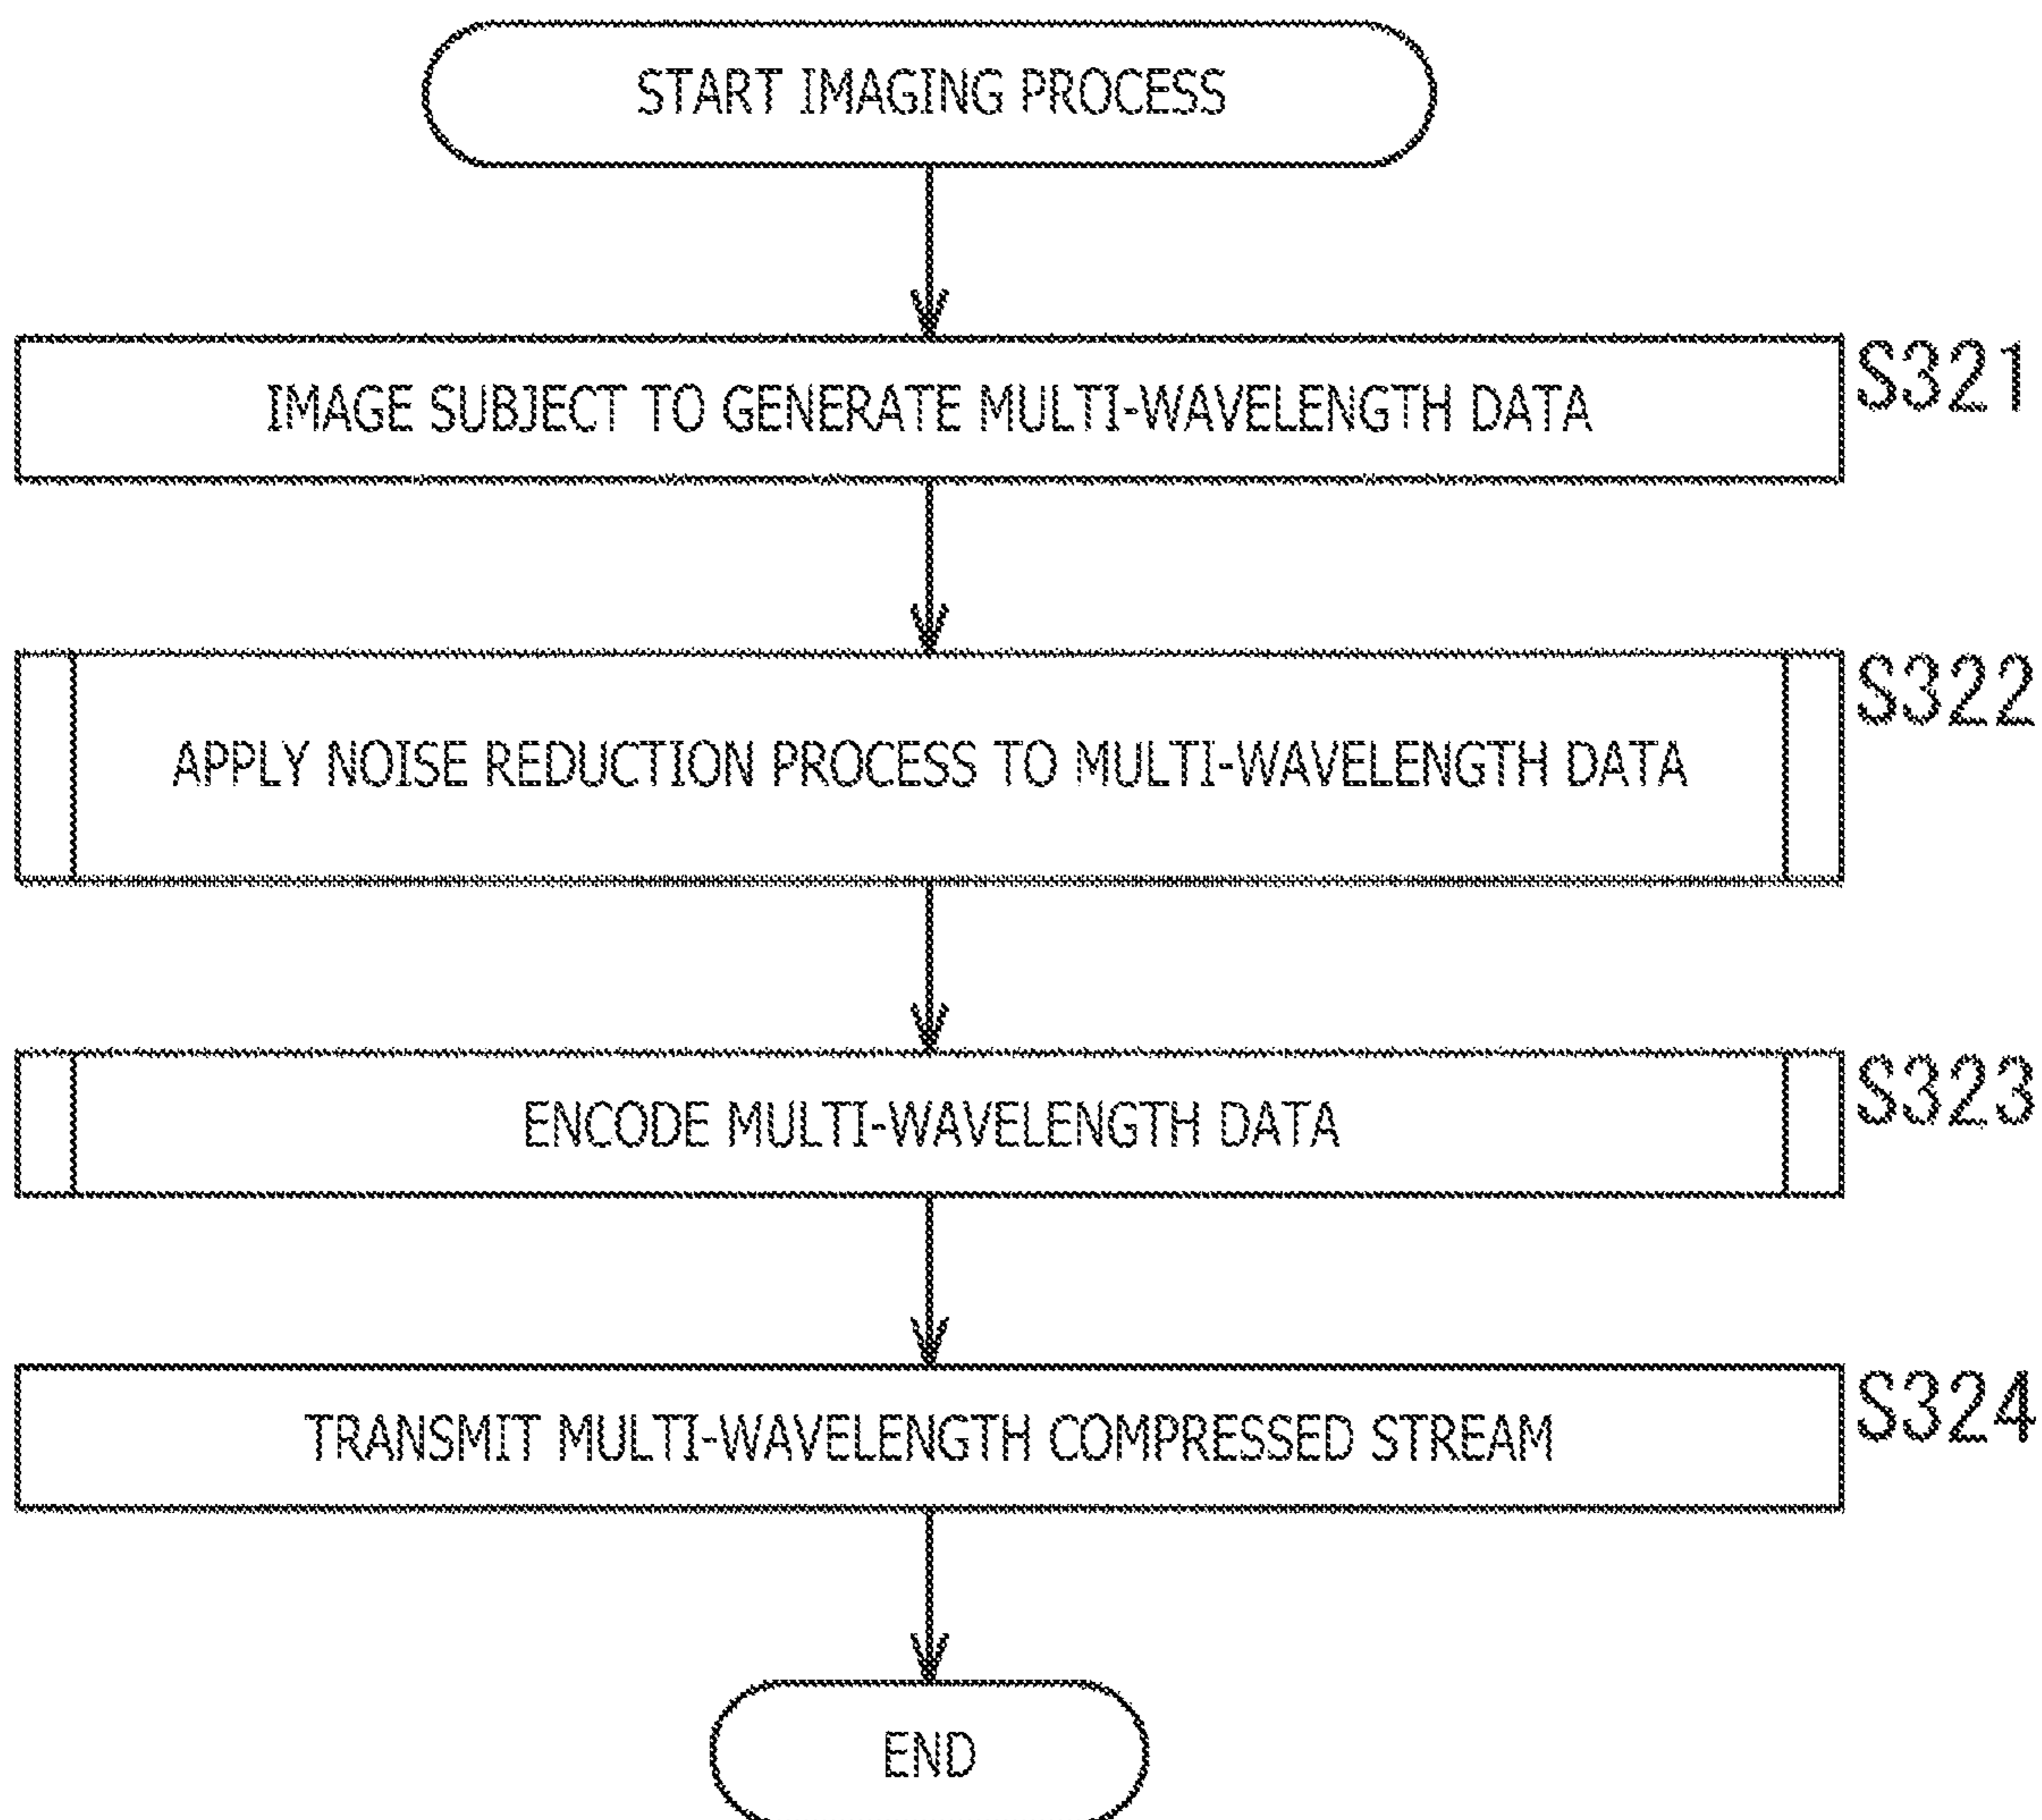 START IMAGING PROCESS
IMAGE SUBJECT TO GENERATE MULTI-WAVELENGTH DATA
S321
APPLY NOISE REDUCTION PROCESS TO MULTI-WAVELENGTH DATA
S322
ENCODE MULTI-WAVELENGTH DATA
S323
TRANSMIT MULTI-WAVELENGTH COMPRESSED STREAM
S324
END